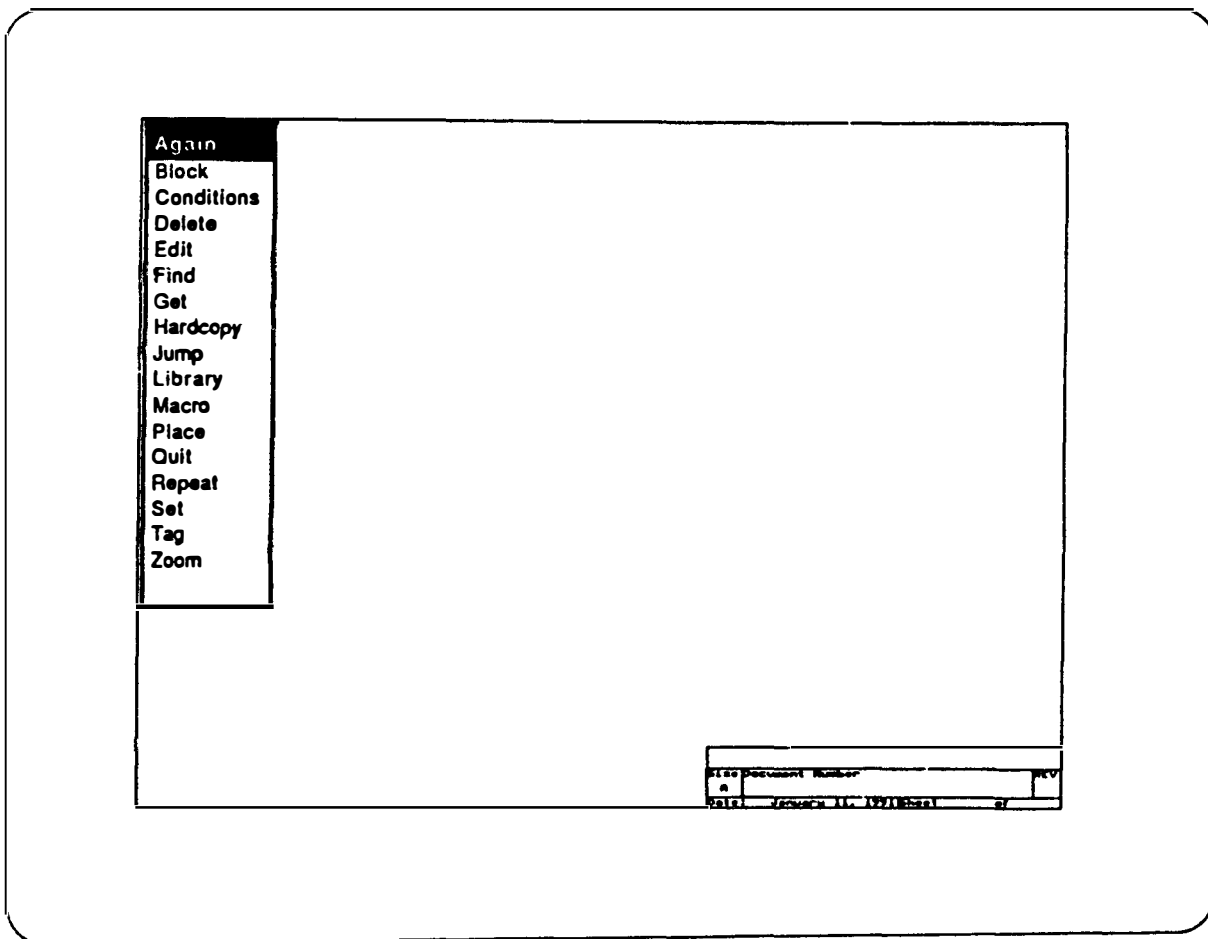 Again
Block
Conditions
Delete
Edit
Find
Get
Hardcopy
Jump
Library
Macro
Place
Quit
Repeat
Set
Tag
Zoom
Size Document Number REV
A
Date: January 11, 1991 Sheet of